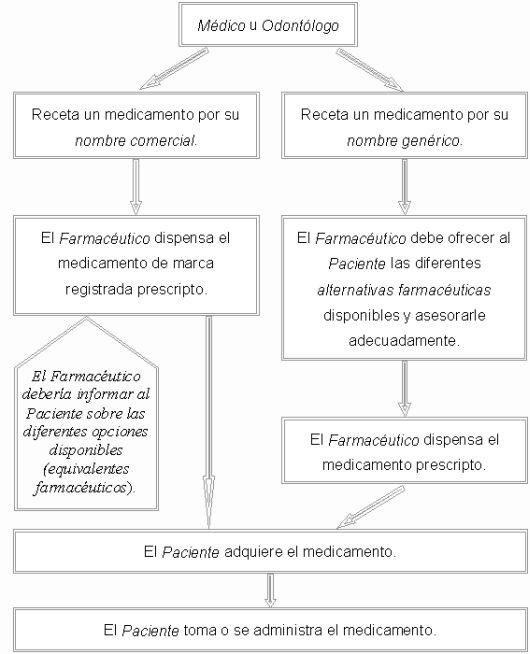 Médico u Odontólogo
Receta un medicamento por su
nombre comercial.
Receta un medicamento por su
nombre genérico.
El Farmacéutico dispensa el
medicamento de marca
registrada prescripto.
El Farmacéutico debe ofrecer al
Paciente las diferentes
alternativas farmacéuticas
disponibles y asesorarle
adecuadamente.
El Farmacéutico
debería informar al
Paciente sobre las
diferentes opciones
disponibles
(equivalentes
farmacéuticos).
El Farmacéutico dispensa el
medicamento prescripto.
El Paciente adquiere el medicamento.
El Paciente toma o se administra el medicamento.